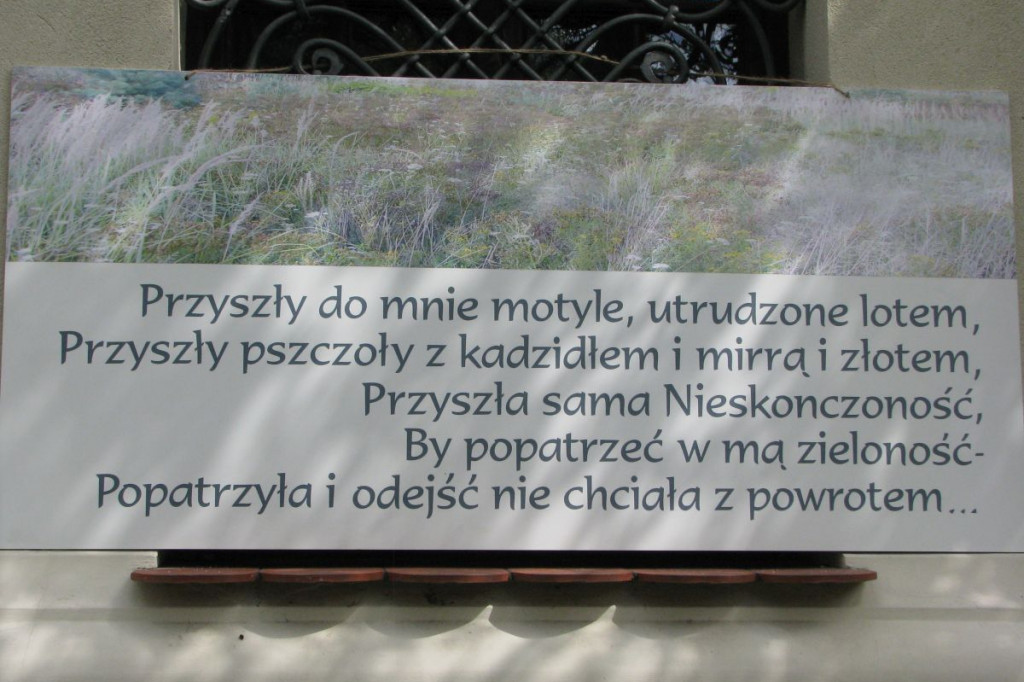 Przyszły do mnie motyle, utrudzone lotem,
Przyszły pszczoły z kadzidłem i mirrą i złotem,
Przyszła sama Nieskonczoność,
By popatrzeć w mą zieloność-
Popatrzyła i odejść nie chciała z powrotem...